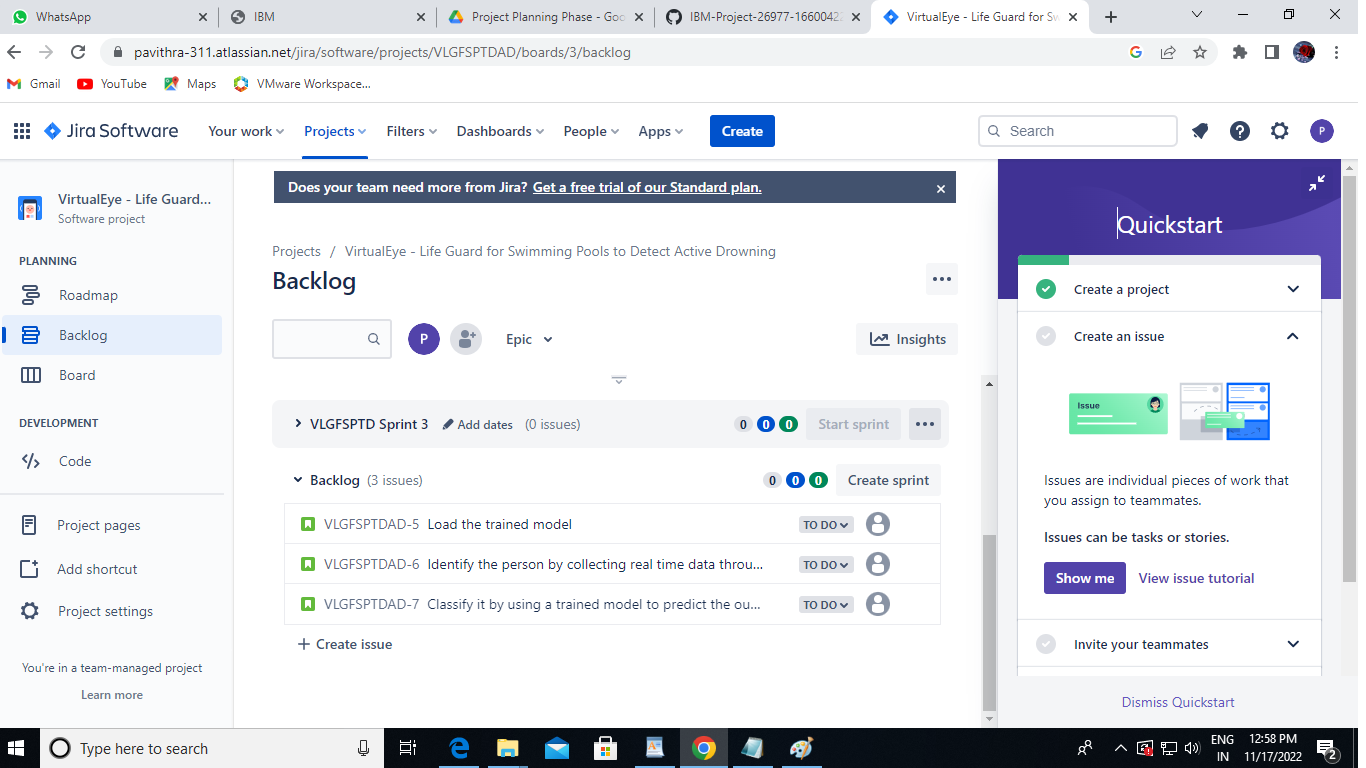 WhatsApp
IBM
Project Planning Phase - Goo
IBM-Project-26977-1660042
VirtualEye - Life Guard for Sw
pavithra-311.atlassian.net/jira/software/projects/VLGFSPTDAD/boards/3/backlog
Gmail
YouTube
Maps
VMware Workspace...
Jira Software
Your work
Projects
Filters
Dashboards
People
Apps
Create
Search
P
VirtualEye - Life Guard...
Software project
PLANNING
Roadmap
Backlog
Board
DEVELOPMENT
Code
Project pages
Add shortcut
Project settings
You're in a team-managed project
Learn more
Does your team need more from Jira? Get a free trial of our Standard plan.
Projects / VirtualEye - Life Guard for Swimming Pools to Detect Active Drowning
Backlog
P
Epic
Insights
VLGFSPTD Sprint 3 Add dates (0 issues) 0 0 0 Start sprint
Backlog (3 issues) 0 0 0 Create sprint
VLGFSPTDAD-5 Load the trained model TO DO
VLGFSPTDAD-6 Identify the person by collecting real time data throu... TO DO
VLGFSPTDAD-7 Classify it by using a trained model to predict the ou... TO DO
+ Create issue
Quickstart
Create a project
Create an issue
Issue
Issues are individual pieces of work that
you assign to teammates.
Issues can be tasks or stories.
Show me
View issue tutorial
Invite your teammates
Dismiss Quickstart
Type here to search
ENG
IN
12:58 PM
11/17/2022
2